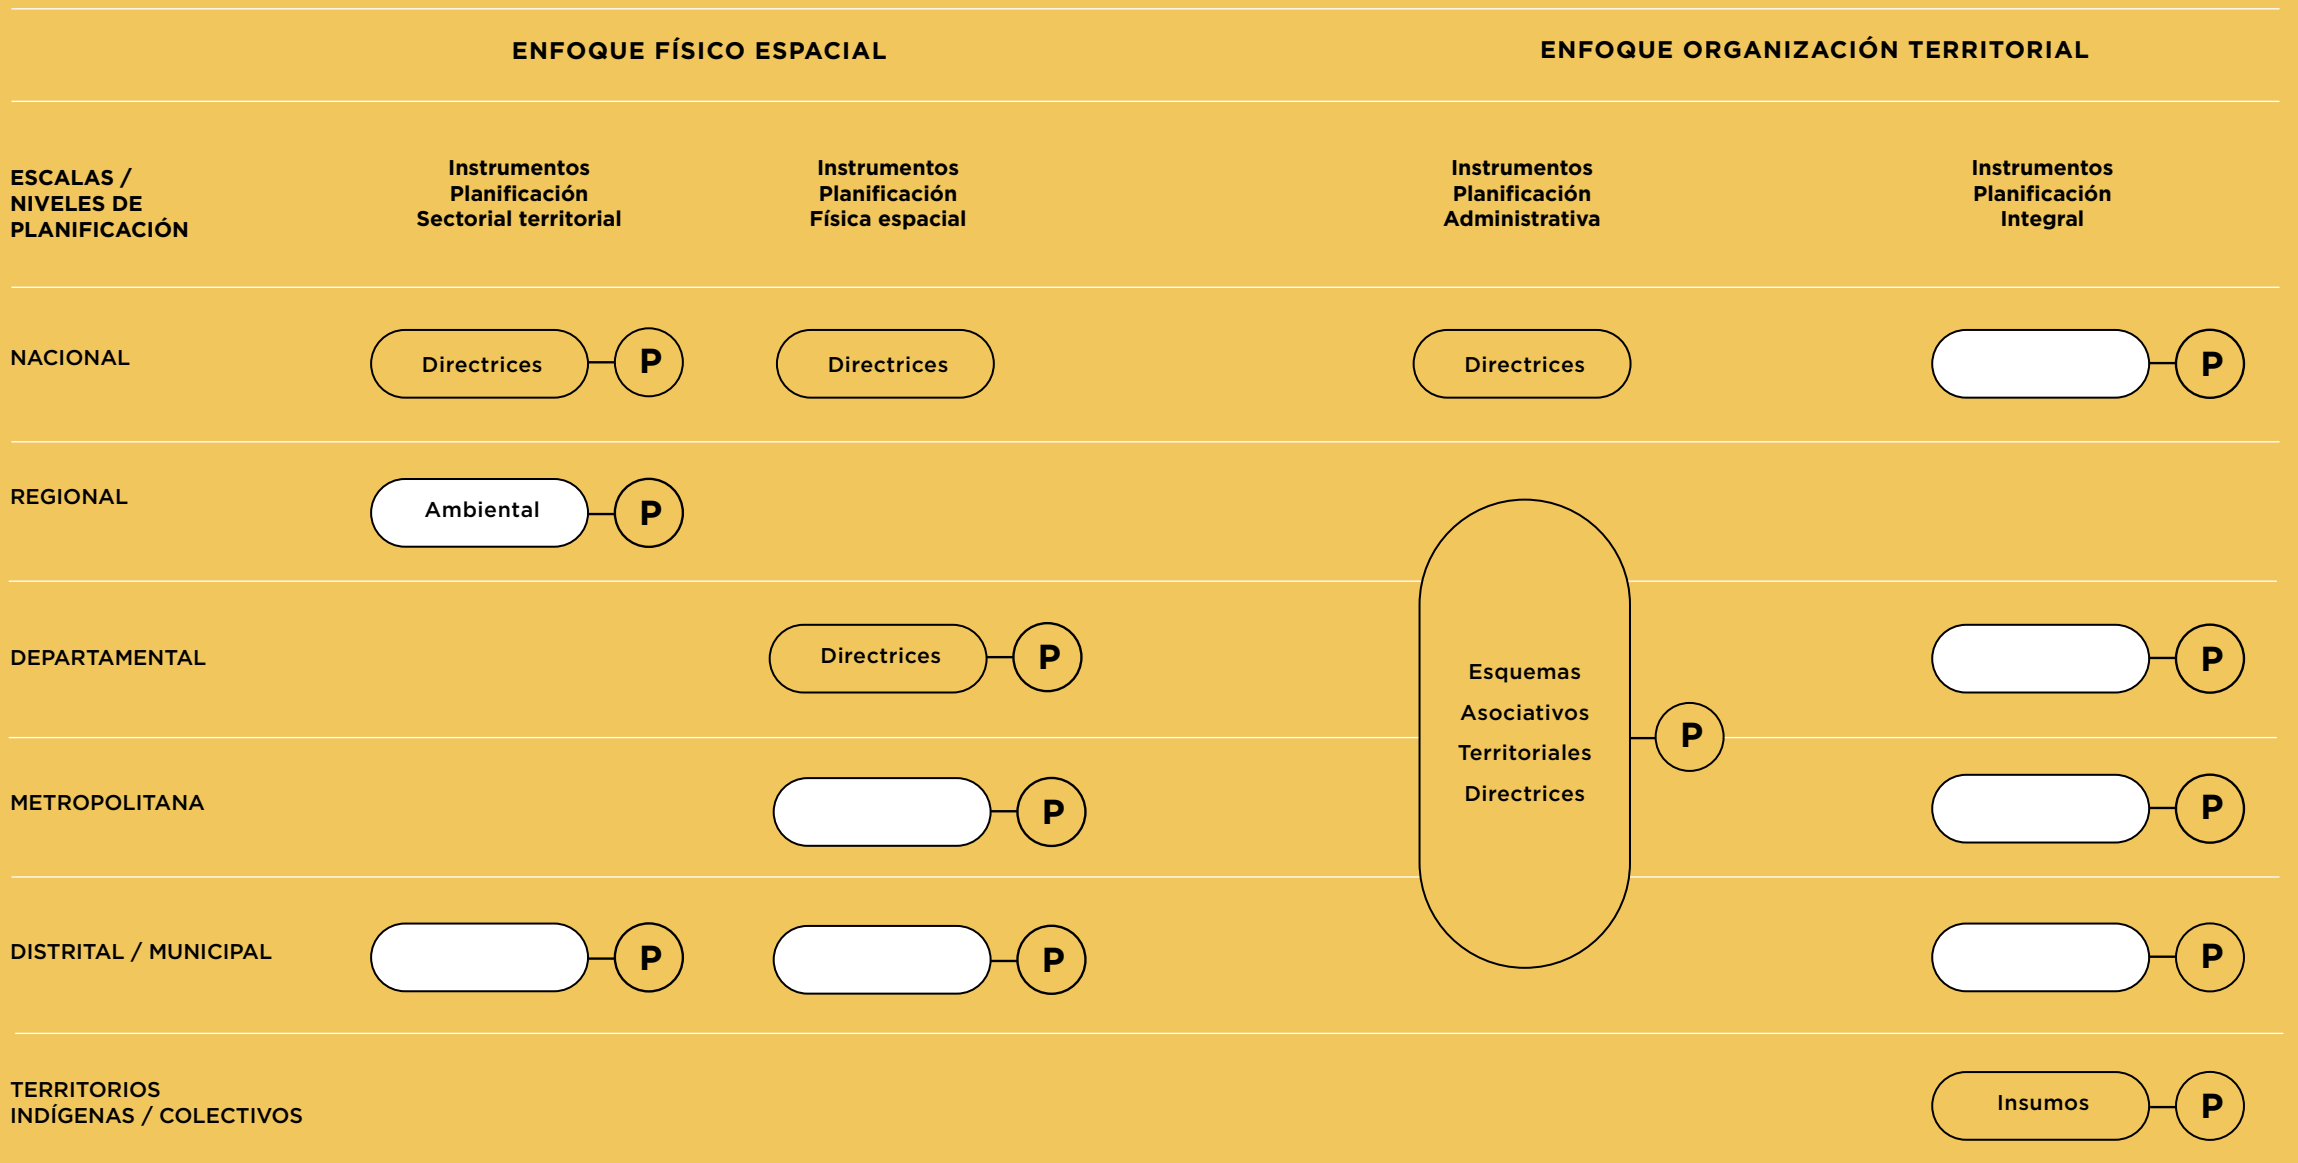 ENFOQUE FÍSICO ESPACIAL
ENFOQUE ORGANIZACIÓN TERRITORIAL
ESCALAS /
NIVELES DE
PLANIFICACIÓN
Instrumentos
Planificación
Sectorial territorial
Instrumentos
Planificación
Física espacial
Instrumentos
Planificación
Administrativa
Instrumentos
Planificación
Integral
NACIONAL
Directrices
P
Directrices
Directrices
P
REGIONAL
Ambiental
P
DEPARTAMENTAL
Directrices
P
Esquemas
Asociativos
Territoriales
Directrices
P
P
METROPOLITANA
P
P
DISTRITAL / MUNICIPAL
P
P
P
TERRITORIOS
INDÍGENAS / COLECTIVOS
Insumos
P